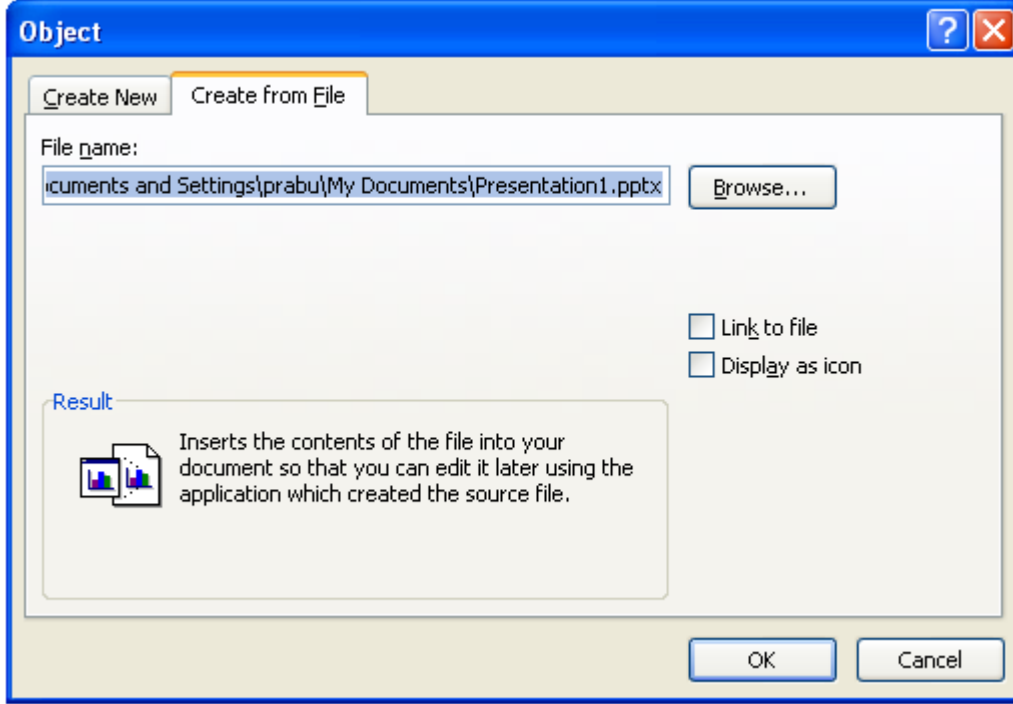 Object
Create New
Create from File
File name:
cuments and Settings\prabu\My Documents\Presentation1.pptx
Browse...
Link to file
Display as icon
Result
Inserts the contents of the file into your
document so that you can edit it later using the
application which created the source file.
OK
Cancel